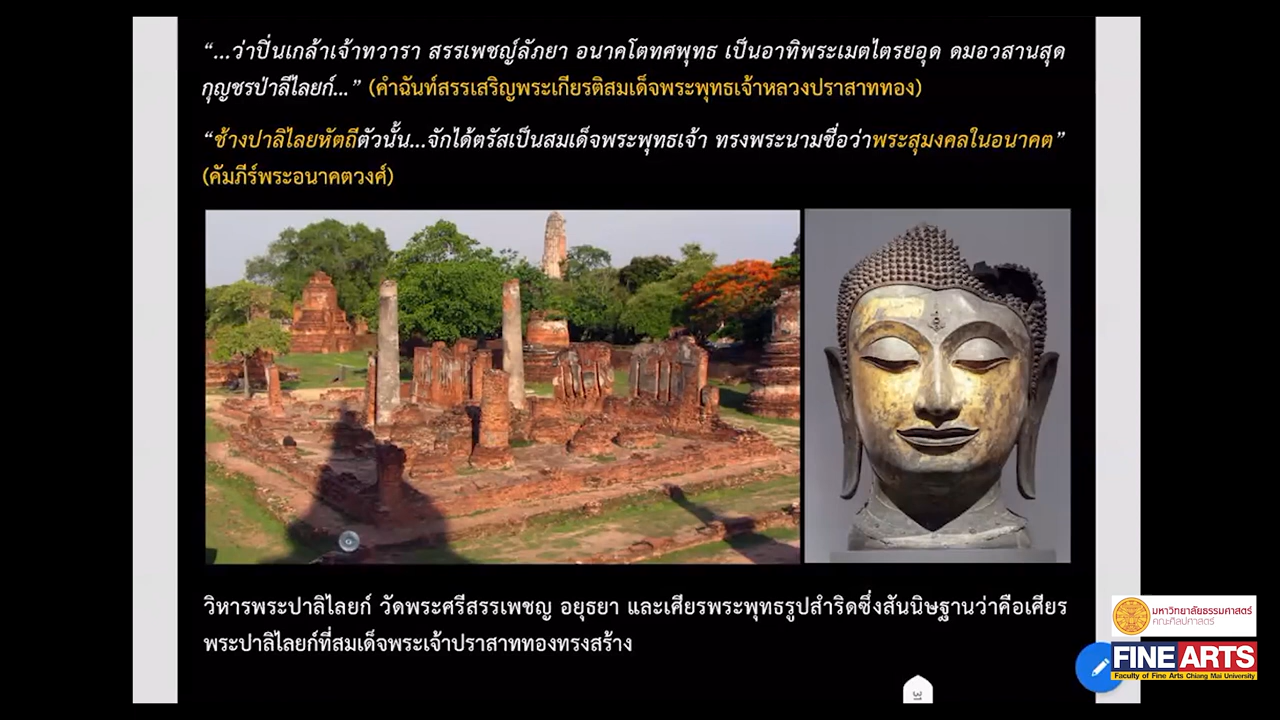 “...ว่าปิ่นเกล้าเจ้าทวารา สรรเพชญ์ลัภยา อนาคโตทศพุทธ เป็นอาทิพระเมตไตรยอุด ดมอวสานสุด
กุญชรป่าลีไลยก์...” (คำฉันท์สรรเสริญพระเกียรติสมเด็จพระพุทธเจ้าหลวงปราสาททอง)
“ช้างปาลิไลยหัตถีตัวนั้น...จักได้ตรัสเป็นสมเด็จพระพุทธเจ้า ทรงพระนามชื่อว่าพระสุมงคลในอนาคต”
(คัมภีร์พระอนาคตวงศ์)
วิหารพระปาลิไลยก์ วัดพระศรีสรรเพชญ อยุธยา และเศียรพระพุทธรูปสำริดซึ่งสันนิษฐานว่าคือเศียร
พระปาลิไลยก์ที่สมเด็จพระเจ้าปราสาททองทรงสร้าง
มหาวิทยาลัยธรรมศาสตร์
คณะศิลปศาสตร์
FINE ARTS
Faculty of Fine Arts Chiang Mai University